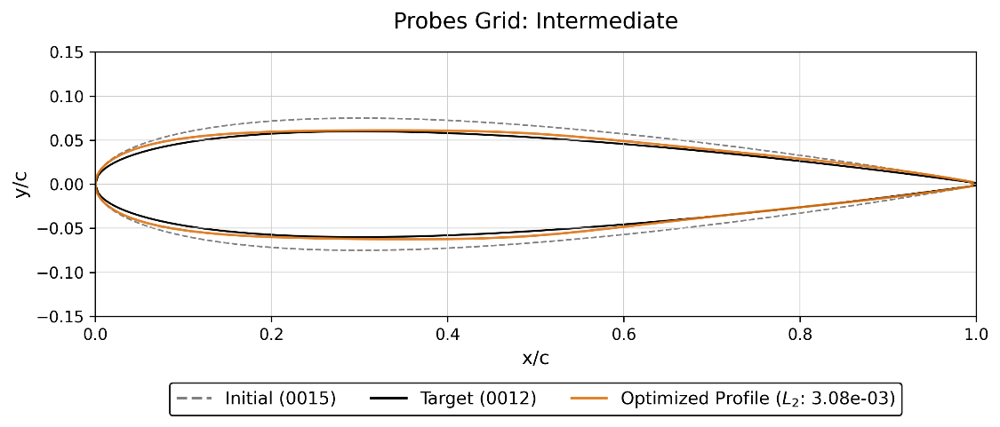 Probes Grid: Intermediate
y/c
0.15
0.10
0.05
0.00
−0.05
−0.10
−0.15
0.0 0.2 0.4 0.6 0.8 1.0
x/c
Initial (0015) Target (0012) Optimized Profile (L₂: 3.08e-03)